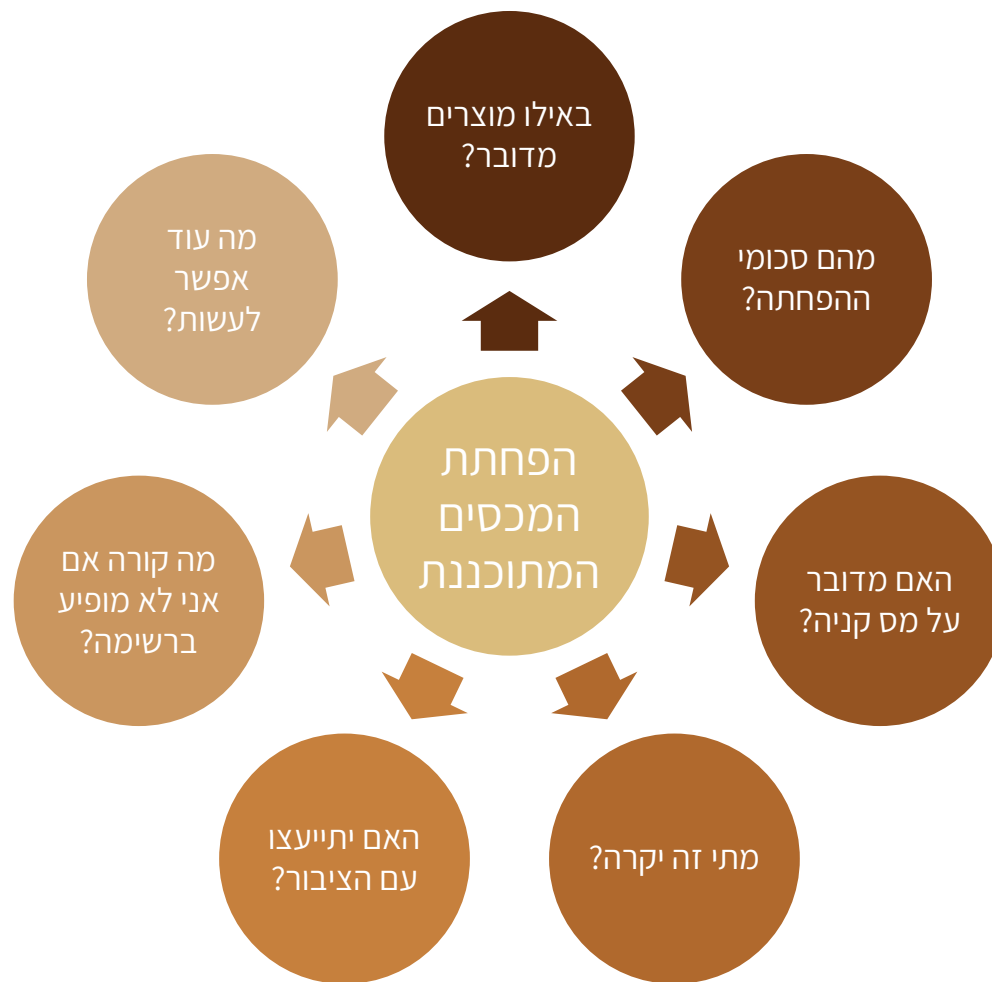 הפחתת
המכסים
המתוכננת
באילו מוצרים
מדובר?
מהם סכומי
ההפחתה?
האם מדובר
על מס קניה?
מתי זה יקרה?
האם יתייעצו
עם הציבור?
מה קורה אם
אני לא מופיע
ברשימה?
מה עוד
אפשר
לעשות?